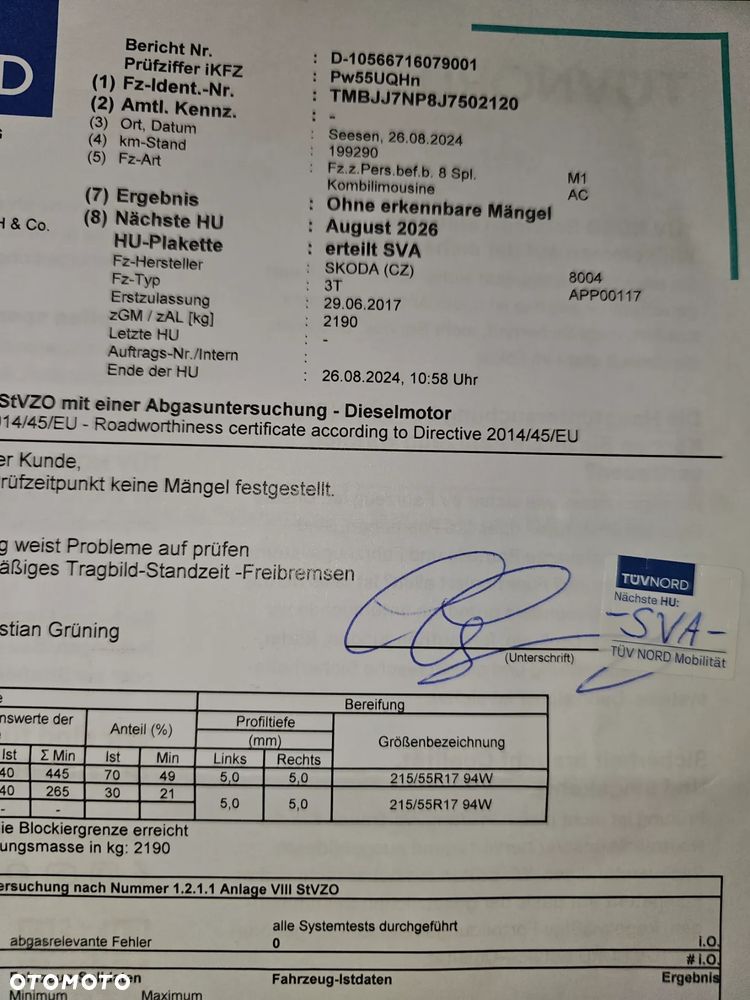 D
Bericht Nr. : D-10566716079001
Prüfziffer iKFZ : Pw55UQHn
(1) Fz-Ident.-Nr. : TMBJJ7NP8J7502120
(2) Amtl. Kennz. : -
(3) Ort, Datum : Seesen, 26.08.2024
(4) km-Stand : 199290
(5) Fz-Art : Fz.z.Pers.bef.b. 8 Spl. M1
Kombilimousine AC
(7) Ergebnis : Ohne erkennbare Mängel
H & Co.
(8) Nächste HU : August 2026
HU-Plakette : erteilt SVA
Fz-Hersteller : SKODA (CZ) 8004
Fz-Typ : 3T APP00117
Erstzulassung : 29.06.2017
zGM / zAL [kg] : 2190
Letzte HU : -
Auftrags-Nr./Intern :
Ende der HU : 26.08.2024, 10:58 Uhr
StVZO mit einer Abgasuntersuchung - Dieselmotor
014/45/EU - Roadworthiness certificate according to Directive 2014/45/EU
er Kunde,
rüfzeitpunkt keine Mängel festgestellt.
g weist Probleme auf prüfen
äßiges Tragbild-Standzeit -Freibremsen
stian Grüning
(Unterschrift)
TÜVNORD
Nächste HU:
-SVA-
TÜV NORD Mobilität
e Bereifung
nswerte der Anteil (%) Profiltiefe Größenbezeichnung
(mm)
Ist Σ Min Ist Min Links Rechts
40 445 70 49 5,0 5,0 215/55R17 94W
40 265 30 21 5,0 5,0 215/55R17 94W
- -
ie Blockiergrenze erreicht
ungsmasse in kg: 2190
ersuchung nach Nummer 1.2.1.1 Anlage VIII StVZO
alle Systemtests durchgeführt
abgasrelevante Fehler 0 i.O.
# i.O.
Fahrzeug-Istdaten Ergebnis
Minimum Maximum
OTOMOTO